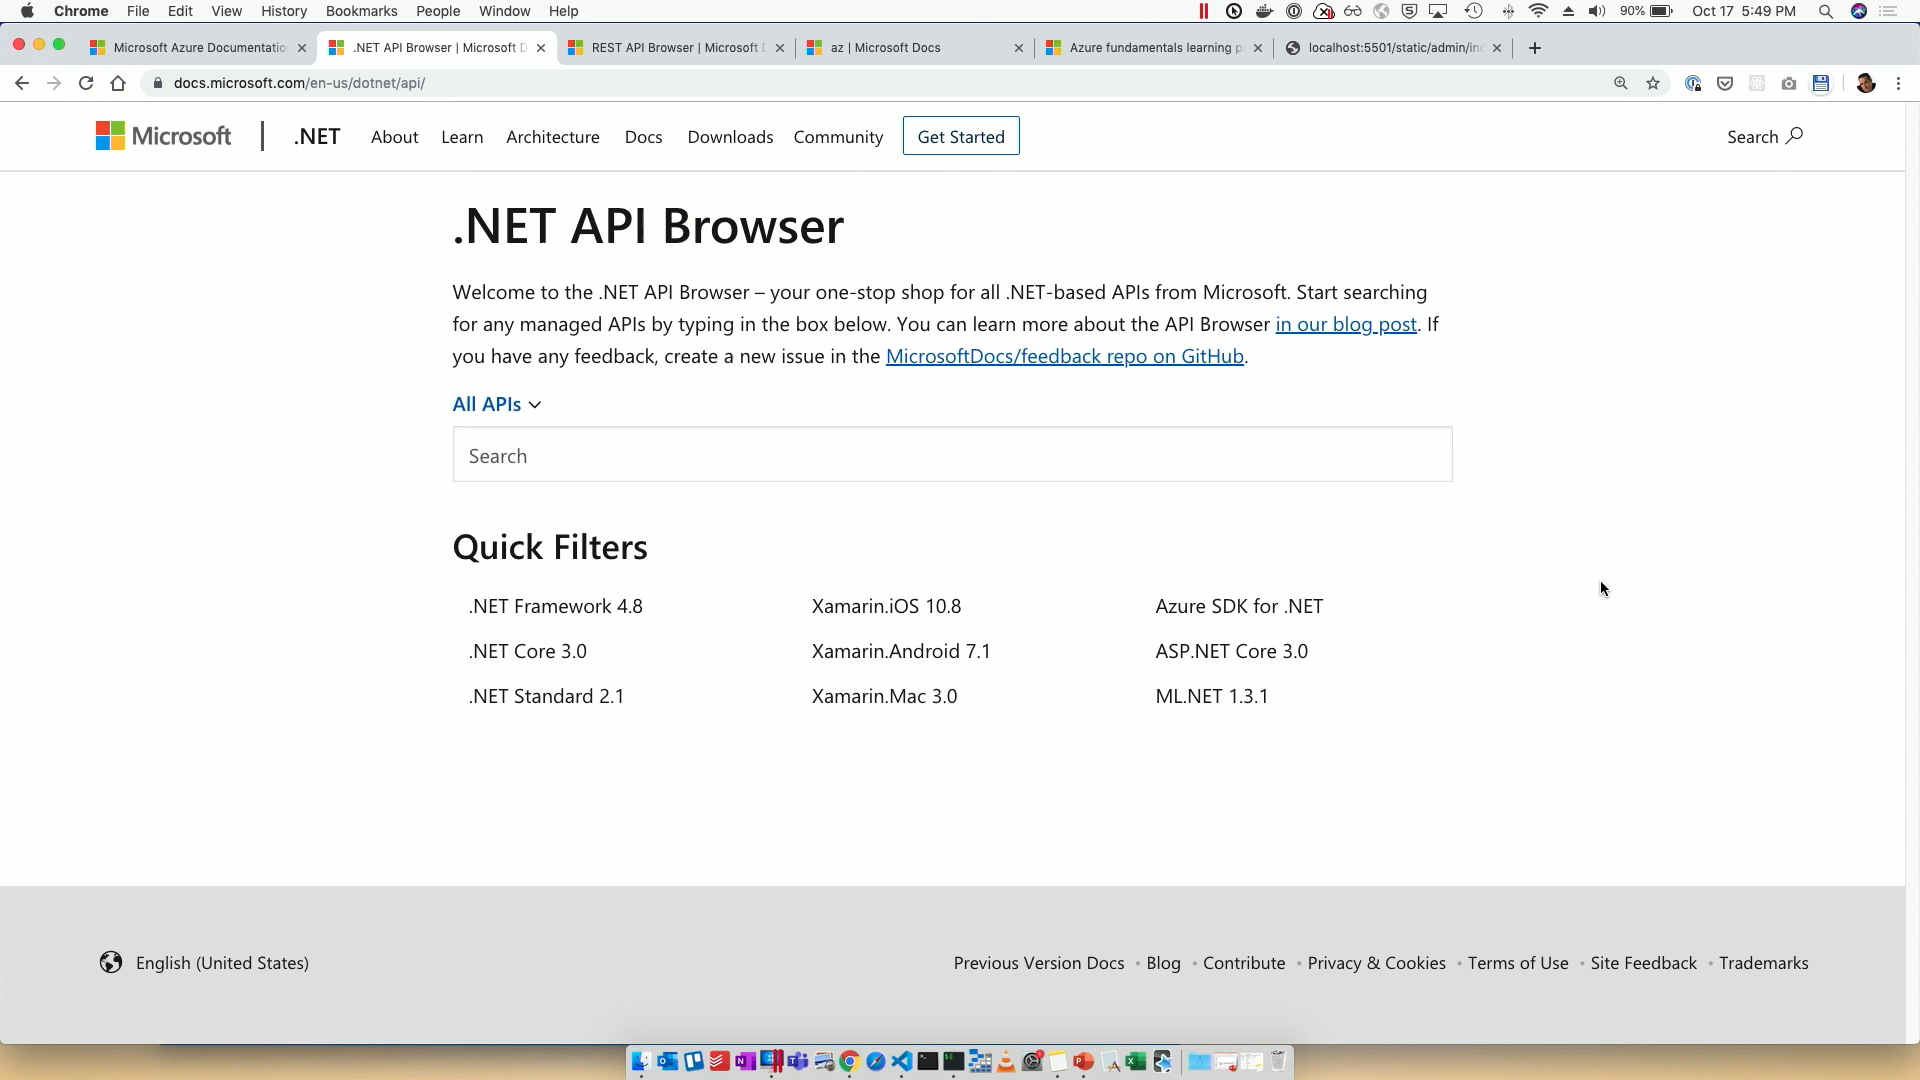 Chrome File Edit View History Bookmarks People Window Help 90% Oct 17 5:49 PM
Microsoft Azure Documentatio .NET API Browser | Microsoft D REST API Browser | Microsoft D az | Microsoft Docs Azure fundamentals learning p localhost:5501/static/admin/in
docs.microsoft.com/en-us/dotnet/api/
Microsoft .NET About Learn Architecture Docs Downloads Community Get Started Search
.NET API Browser
Welcome to the .NET API Browser – your one-stop shop for all .NET-based APIs from Microsoft. Start searching
for any managed APIs by typing in the box below. You can learn more about the API Browser in our blog post. If
you have any feedback, create a new issue in the MicrosoftDocs/feedback repo on GitHub.
All APIs
Search
Quick Filters
.NET Framework 4.8 Xamarin.iOS 10.8 Azure SDK for .NET
.NET Core 3.0 Xamarin.Android 7.1 ASP.NET Core 3.0
.NET Standard 2.1 Xamarin.Mac 3.0 ML.NET 1.3.1
English (United States) Previous Version Docs • Blog • Contribute • Privacy & Cookies • Terms of Use • Site Feedback • Trademarks